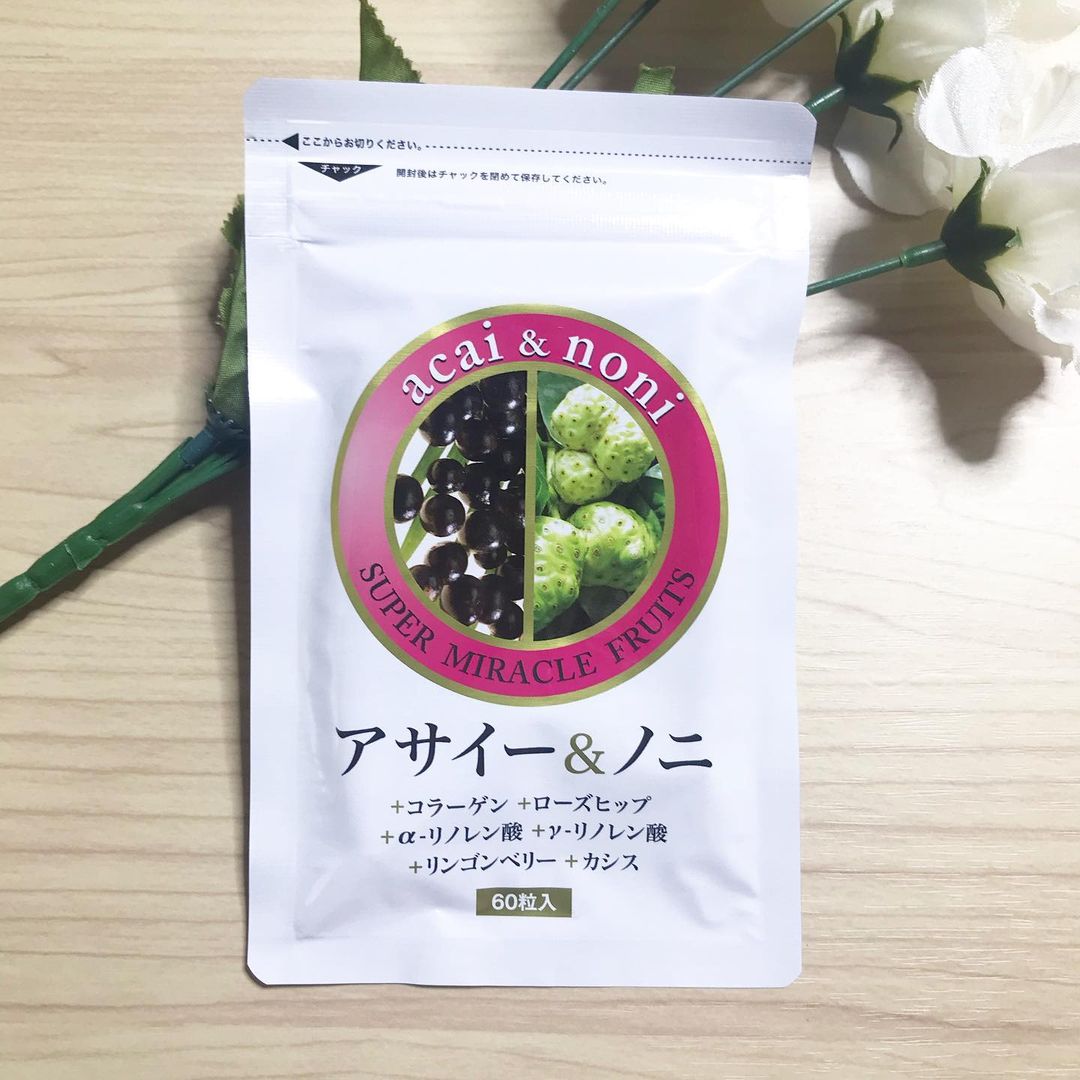 ここからお切りください。
チャック
開封後はチャックを閉めて保存してください。
acai & noni
SUPER MIRACLE FRUITS
アサイー&ノニ
+コラーゲン +ローズヒップ
+α-リノレン酸 +γ-リノレン酸
+リンゴンベリー +カシス
60粒入